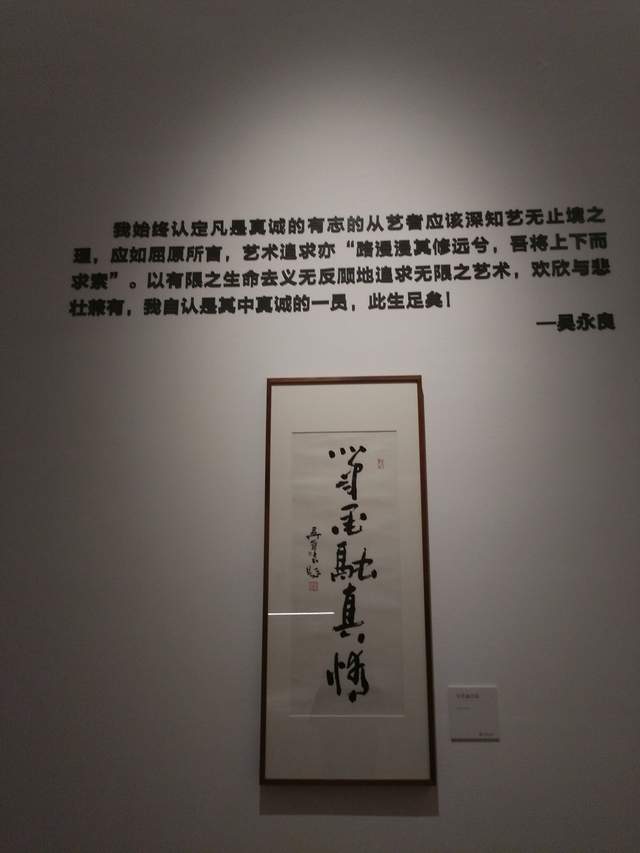 我始终认定凡是真诚的有志的从艺者应该深知艺无止境之
理，应如屈原所言，艺术追求亦“路漫漫其修远兮，吾将上下而
求索”。以有限之生命去义无反顾地追求无限之艺术，欢欣与悲
壮兼有，我自认是其中真诚的一员，此生足矣！
—吴永良
笔墨融真情